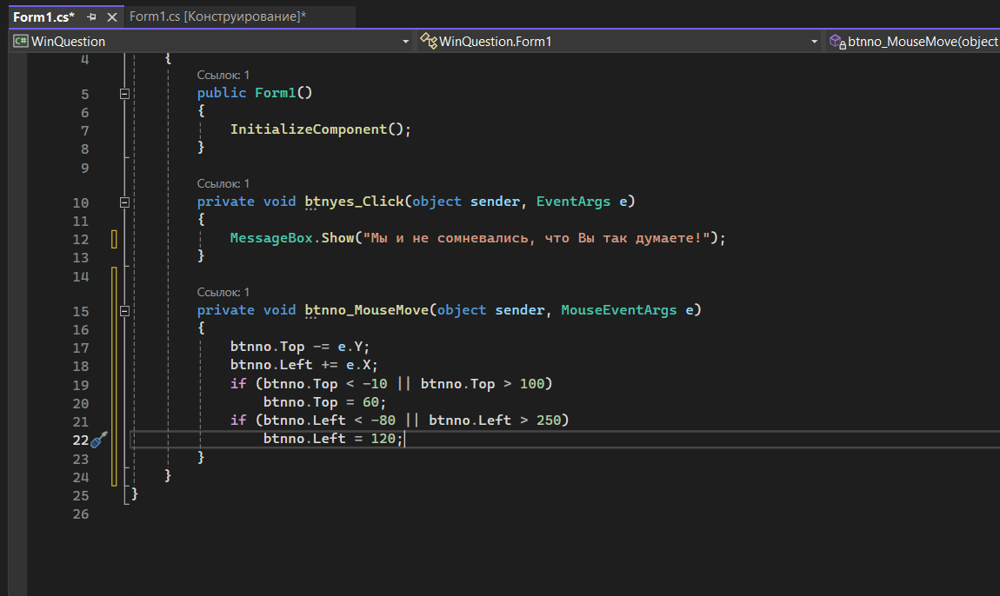 Form1.cs* Form1.cs [Конструирование]*
C# WinQuestion WinQuestion.Form1 btnno_MouseMove(object
4 {
Ссылок: 1
5 public Form1()
6 {
7 InitializeComponent();
8 }
9
Ссылок: 1
10 private void btnyes_Click(object sender, EventArgs e)
11 {
12 MessageBox.Show("Мы и не сомневались, что Вы так думаете!");
13 }
14
Ссылок: 1
15 private void btnno_MouseMove(object sender, MouseEventArgs e)
16 {
17 btnno.Top -= e.Y;
18 btnno.Left += e.X;
19 if (btnno.Top < -10 || btnno.Top > 100)
20 btnno.Top = 60;
21 if (btnno.Left < -80 || btnno.Left > 250)
22 btnno.Left = 120;
23 }
24 }
25 }
26